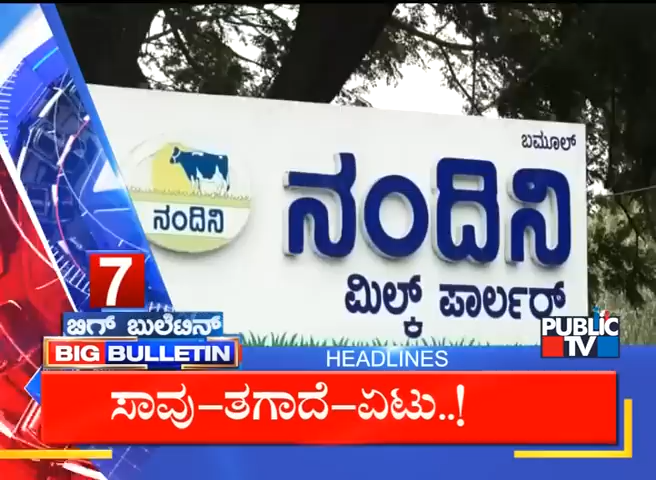 ಬಮೂಲ್
ನಂದಿನಿ
ನಂದಿನಿ
ಮಿಲ್ಕ್ ಪಾರ್ಲರ್
7
ಬಿಗ್ ಬುಲೆಟಿನ್
BIG BULLETIN
HEADLINES
PUBLIC
TV
ಸಾವು-ತಗಾದೆ-ಏಟು..!